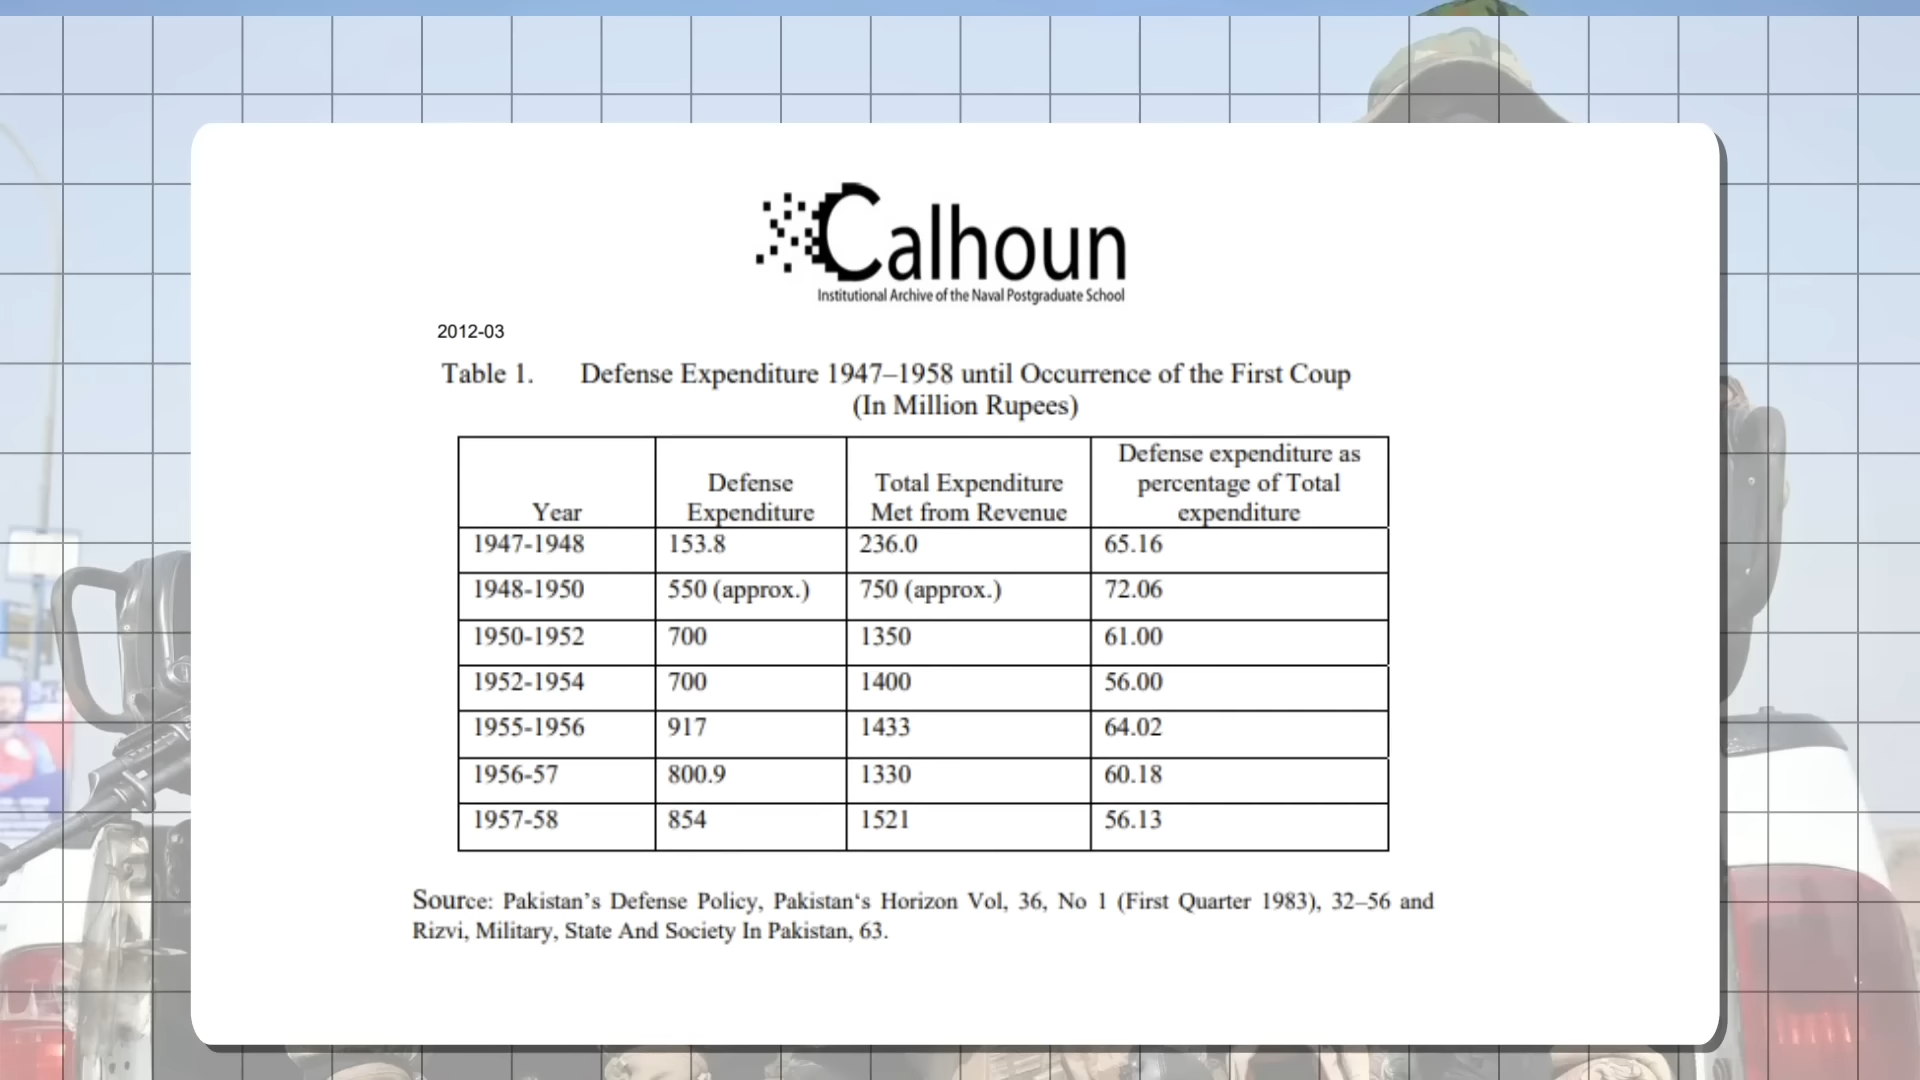 Calhoun
Institutional Archive of the Naval Postgraduate School
2012-03
Table 1. Defense Expenditure 1947–1958 until Occurrence of the First Coup
(In Million Rupees)
Year Defense Expenditure Total Expenditure Met from Revenue Defense expenditure as percentage of Total expenditure
1947-1948 153.8 236.0 65.16
1948-1950 550 (approx.) 750 (approx.) 72.06
1950-1952 700 1350 61.00
1952-1954 700 1400 56.00
1955-1956 917 1433 64.02
1956-57 800.9 1330 60.18
1957-58 854 1521 56.13
Source: Pakistan’s Defense Policy, Pakistan‘s Horizon Vol, 36, No 1 (First Quarter 1983), 32–56 and
Rizvi, Military, State And Society In Pakistan, 63.